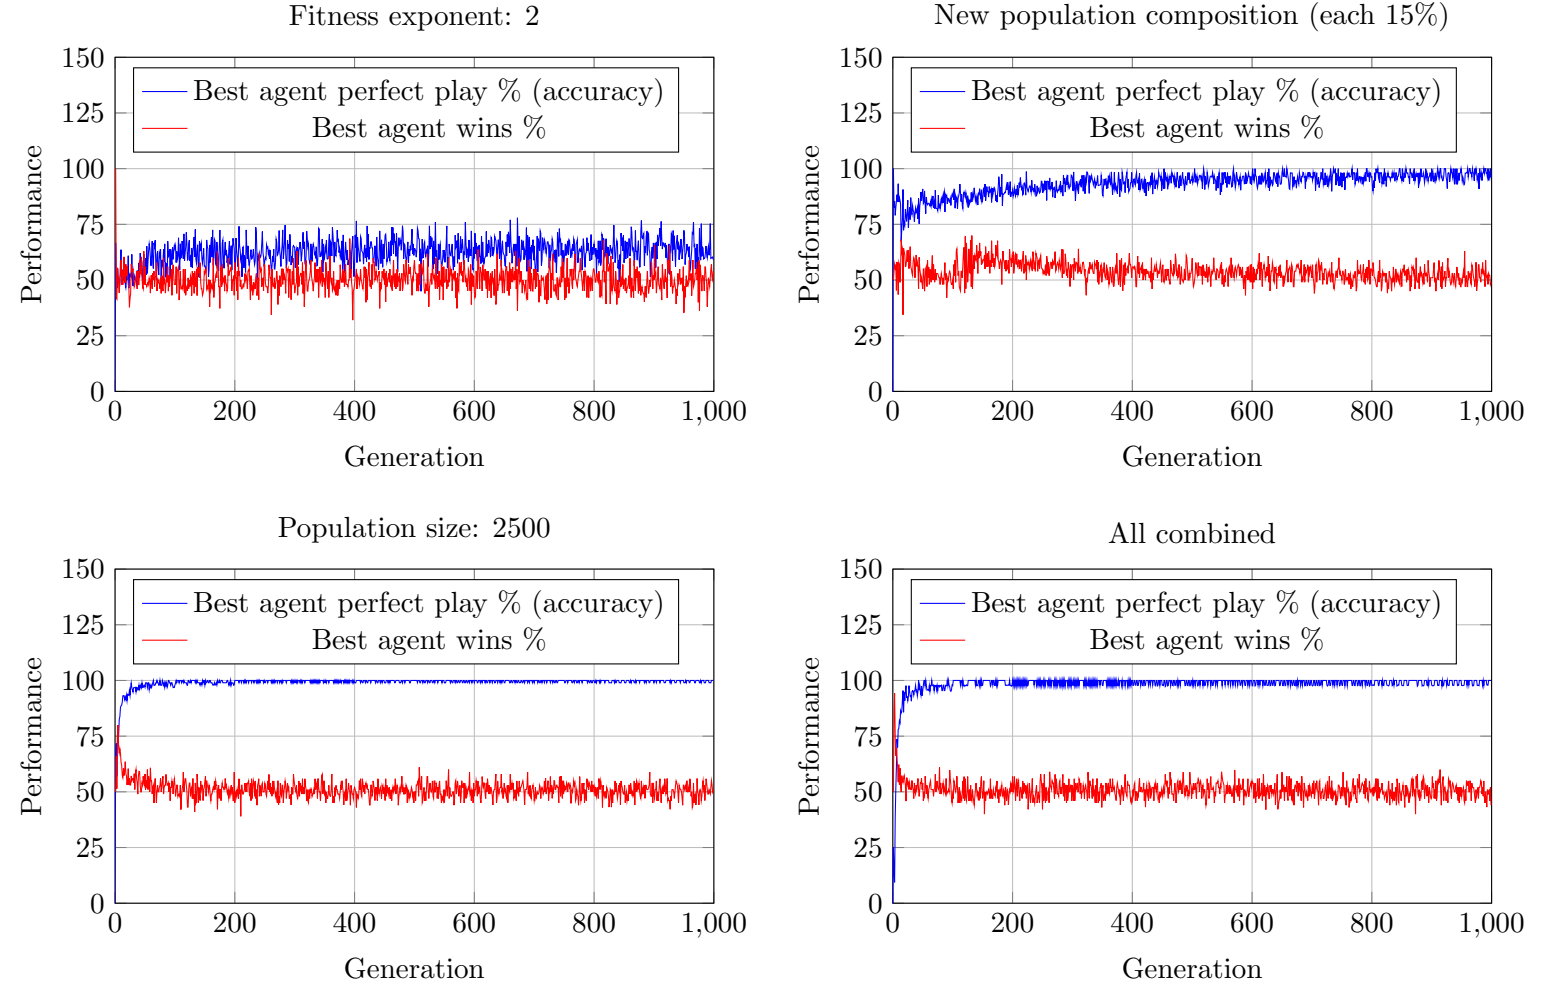 Fitness exponent: 2
150
125
100
75
50
25
0
Performance
Best agent perfect play % (accuracy)
Best agent wins %
0 200 400 600 800 1,000
Generation
New population composition (each 15%)
150
125
100
75
50
25
0
Performance
Best agent perfect play % (accuracy)
Best agent wins %
0 200 400 600 800 1,000
Generation
Population size: 2500
150
125
100
75
50
25
0
Performance
Best agent perfect play % (accuracy)
Best agent wins %
0 200 400 600 800 1,000
Generation
All combined
150
125
100
75
50
25
0
Performance
Best agent perfect play % (accuracy)
Best agent wins %
0 200 400 600 800 1,000
Generation